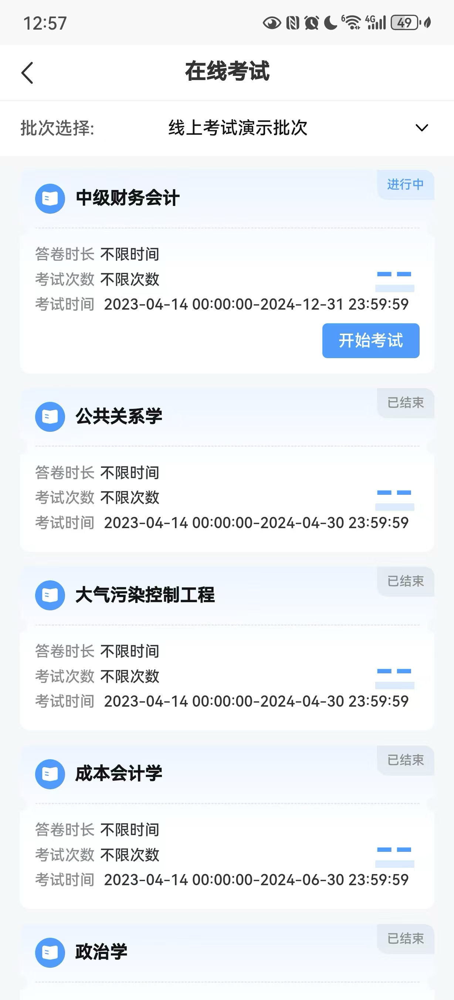 12:57
6 4G 49
在线考试
批次选择: 线上考试演示批次
进行中
中级财务会计
答卷时长 不限时间
考试次数 不限次数
考试时间 2023-04-14 00:00:00-2024-12-31 23:59:59
开始考试
已结束
公共关系学
答卷时长 不限时间
考试次数 不限次数
考试时间 2023-04-14 00:00:00-2024-04-30 23:59:59
已结束
大气污染控制工程
答卷时长 不限时间
考试次数 不限次数
考试时间 2023-04-14 00:00:00-2024-04-30 23:59:59
已结束
成本会计学
答卷时长 不限时间
考试次数 不限次数
考试时间 2023-04-14 00:00:00-2024-06-30 23:59:59
已结束
政治学